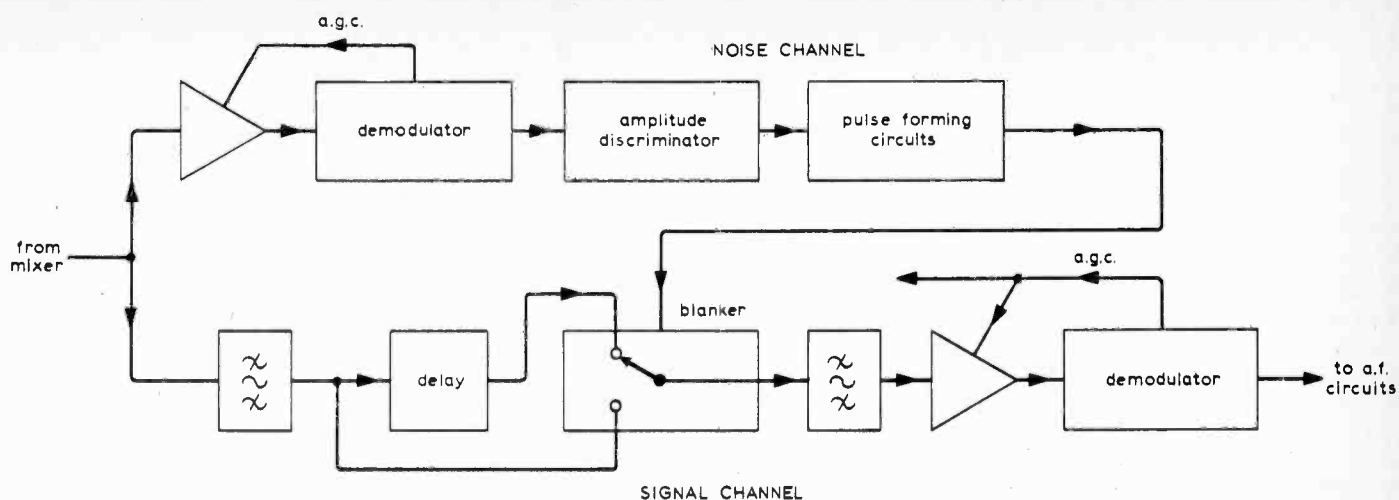 a.g.c.
NOISE CHANNEL
demodulator
amplitude
discriminator
pulse forming
circuits
from
mixer
a.g.c.
blanker
delay
demodulator
to a.f.
circuits
SIGNAL CHANNEL